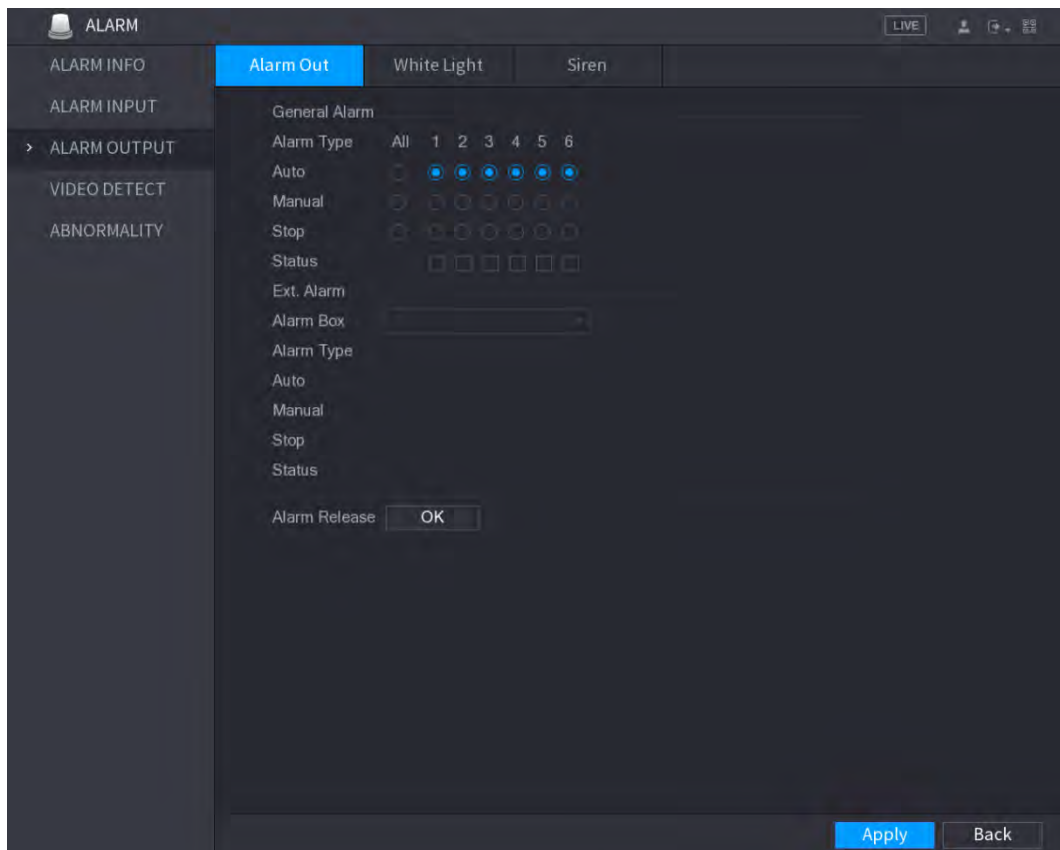 ALARM LIVE
ALARM INFO
ALARM INPUT
> ALARM OUTPUT
VIDEO DETECT
ABNORMALITY
Alarm Out White Light Siren
General Alarm
Alarm Type All 1 2 3 4 5 6
Auto
Manual
Stop
Status
Ext. Alarm
Alarm Box
Alarm Type
Auto
Manual
Stop
Status
Alarm Release OK
Apply Back